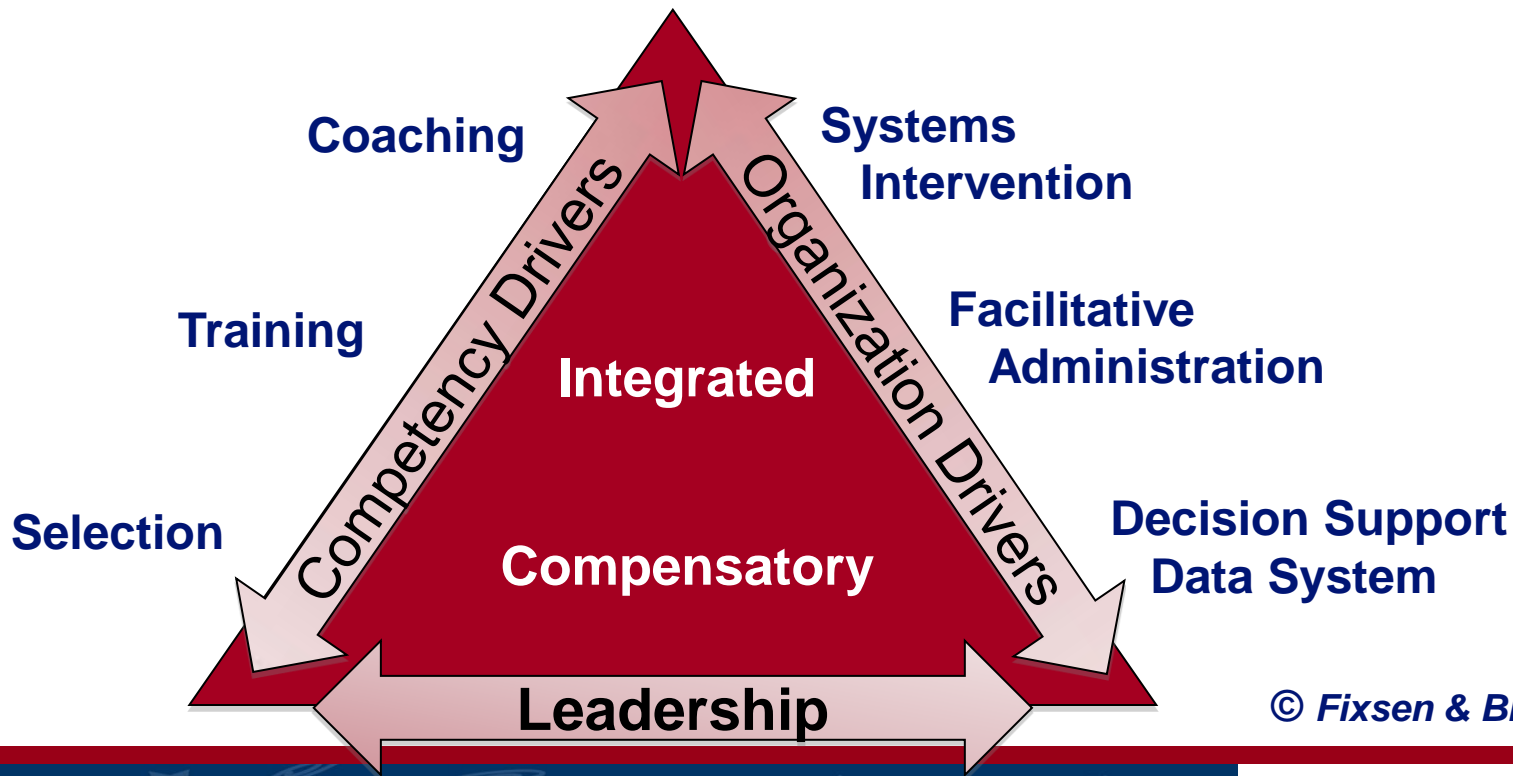 Coaching
Systems
Intervention
Competency Drivers
Organization Drivers
Training
Facilitative
Administration
Integrated
Selection
Decision Support
Data System
Compensatory
Leadership
© Fixsen &